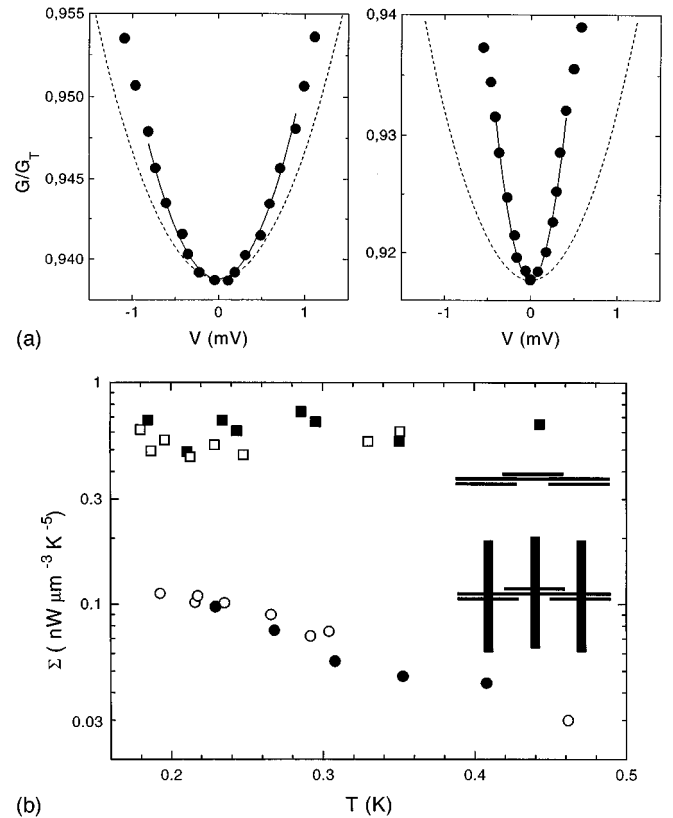 0,955
0,950
0,945
0,940
G/G_T
-1 0 1
V (mV)
0,94
0,93
0,92
-1 0 1
V (mV)
(a)
1
0.3
0.1
0.03
Σ ( nW μm⁻³ K⁻⁵)
0.2 0.3 0.4 0.5
T (K)
(b)